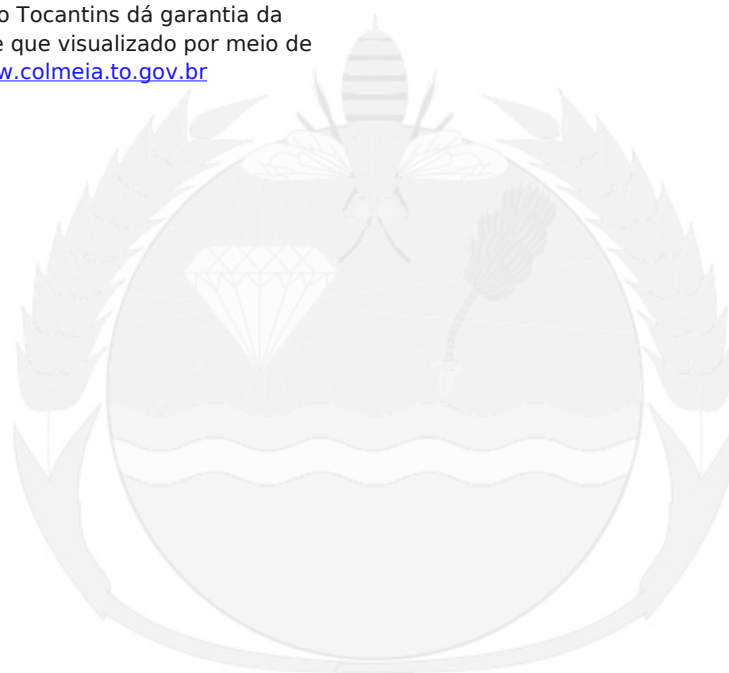 o Tocantins dá garantia da
e que visualizado por meio de
w.colmeia.to.gov.br